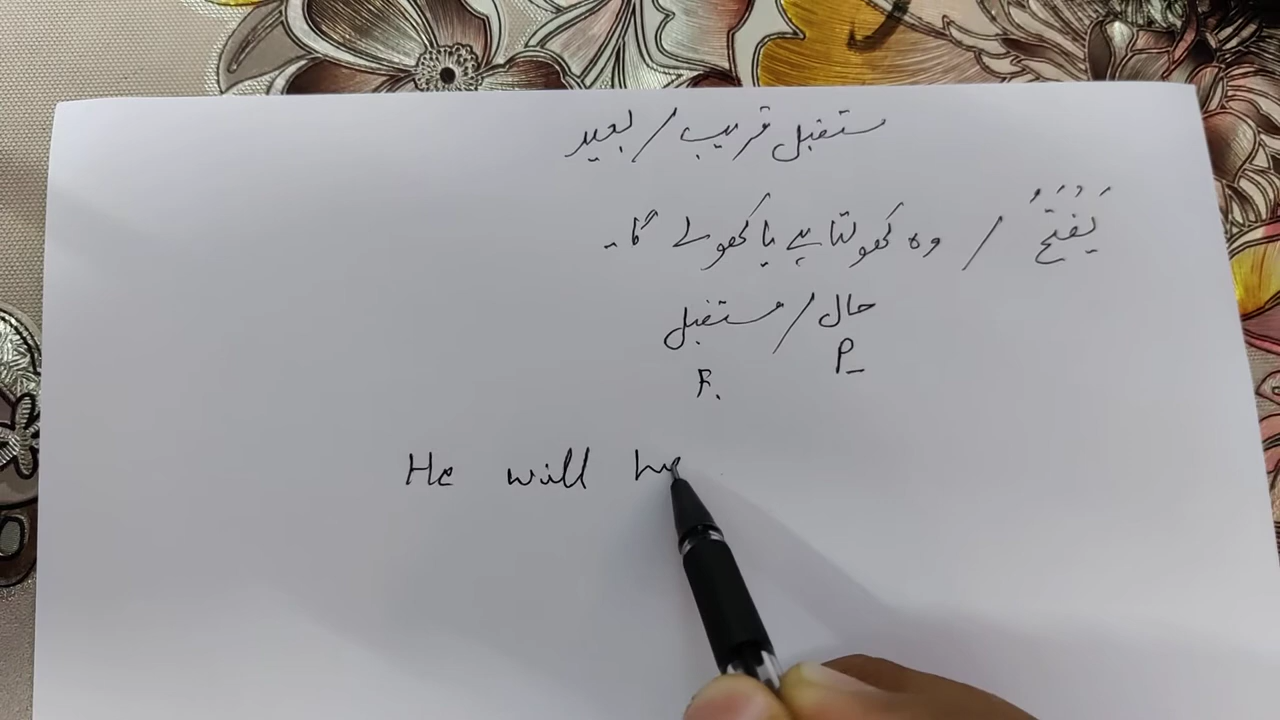 مستقبل قریب / بعید
یَفْتَحُ / وہ کھولتا ہے یا کھولے گا۔
حال / مستقبل
P
F.
He will